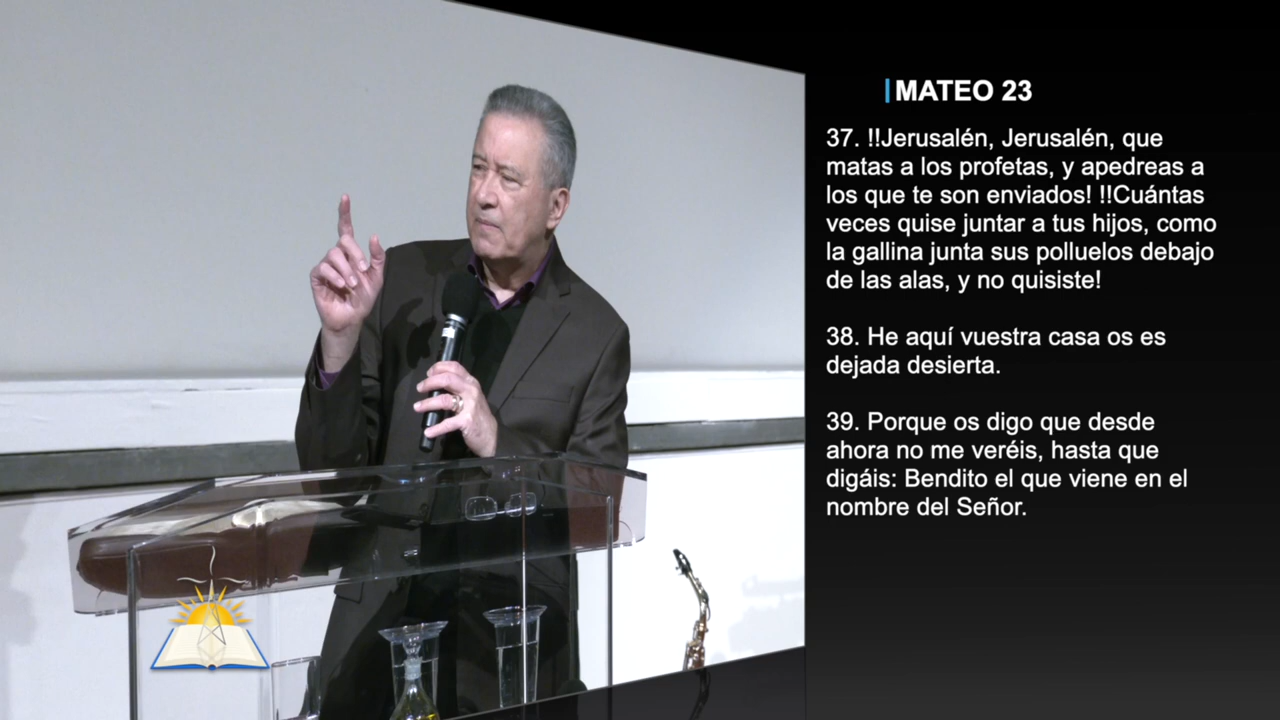 MATEO 23
37. !!Jerusalén, Jerusalén, que
matas a los profetas, y apedreas a
los que te son enviados! !!Cuántas
veces quise juntar a tus hijos, como
la gallina junta sus polluelos debajo
de las alas, y no quisiste!
38. He aquí vuestra casa os es
dejada desierta.
39. Porque os digo que desde
ahora no me veréis, hasta que
digáis: Bendito el que viene en el
nombre del Señor.